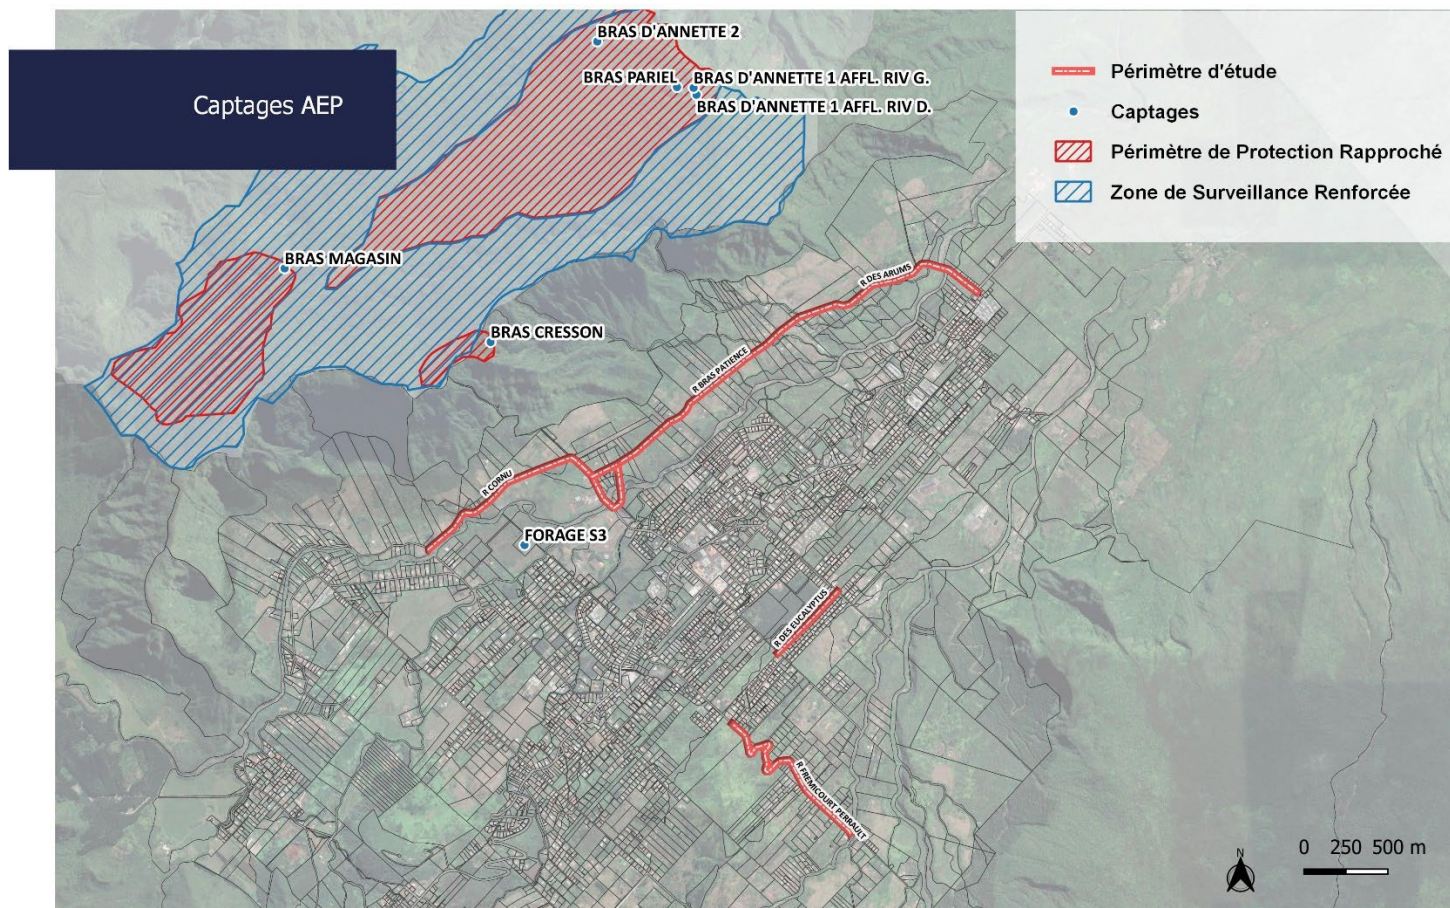 Captages AEP
BRAS D'ANNETTE 2
BRAS PARIEL
BRAS D'ANNETTE 1 AFFL. RIV G.
BRAS D'ANNETTE 1 AFFL. RIV D.
Périmètre d'étude
Captages
Périmètre de Protection Rapproché
Zone de Surveillance Renforcée
BRAS MAGASIN
BRAS CRESSON
R DES ARUMS
R BRAS PATIENCE
R CORNU
FORAGE S3
R DES EUCALYPTUS
R FREMICOURT PERRAULT
N
0 250 500 m